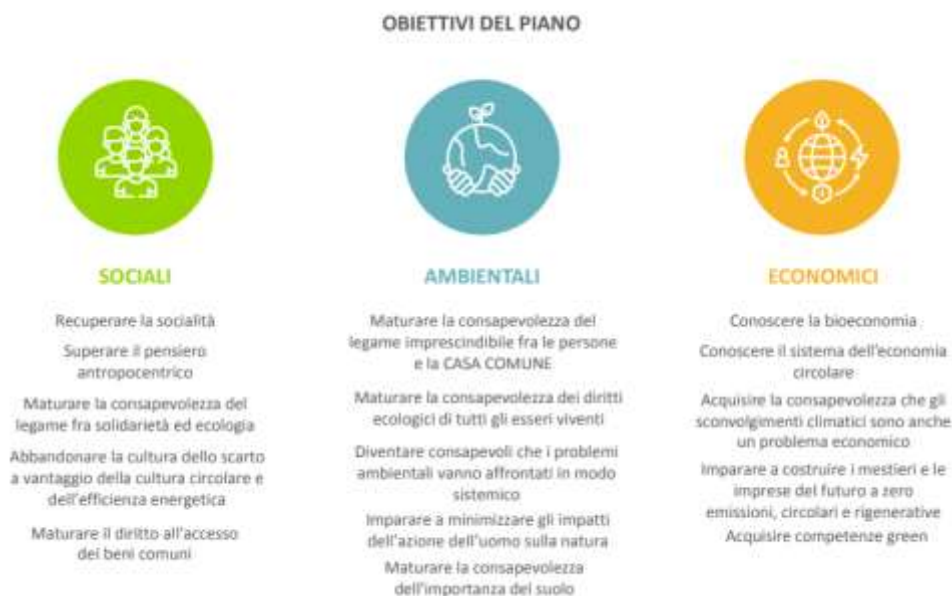 OBIETTIVI DEL PIANO
SOCIALI
Recuperare la socialità
Superare il pensiero
antropocentrico
Maturare la consapevolezza del
legame fra solidarietà ed ecologia
Abbandonare la cultura dello scarto
a vantaggio della cultura circolare e
dell'efficienza energetica
Maturare il diritto all'accesso
dei beni comuni
AMBIENTALI
Maturare la consapevolezza del
legame imprescindibile fra le persone
e la CASA COMUNE
Maturare la consapevolezza dei diritti
ecologici di tutti gli esseri viventi
Diventare consapevoli che i problemi
ambientali vanno affrontati in modo
sistemico
Imparare a minimizzare gli impatti
dell'azione dell'uomo sulla natura
Maturare la consapevolezza
dell'importanza del suolo
ECONOMICI
Conoscere la bioeconomia
Conoscere il sistema dell'economia
circolare
Acquisire la consapevolezza che gli
sconvolgimenti climatici sono anche
un problema economico
Imparare a costruire i mestieri e le
imprese del futuro a zero
emissioni, circolari e rigenerative
Acquisire competenze green